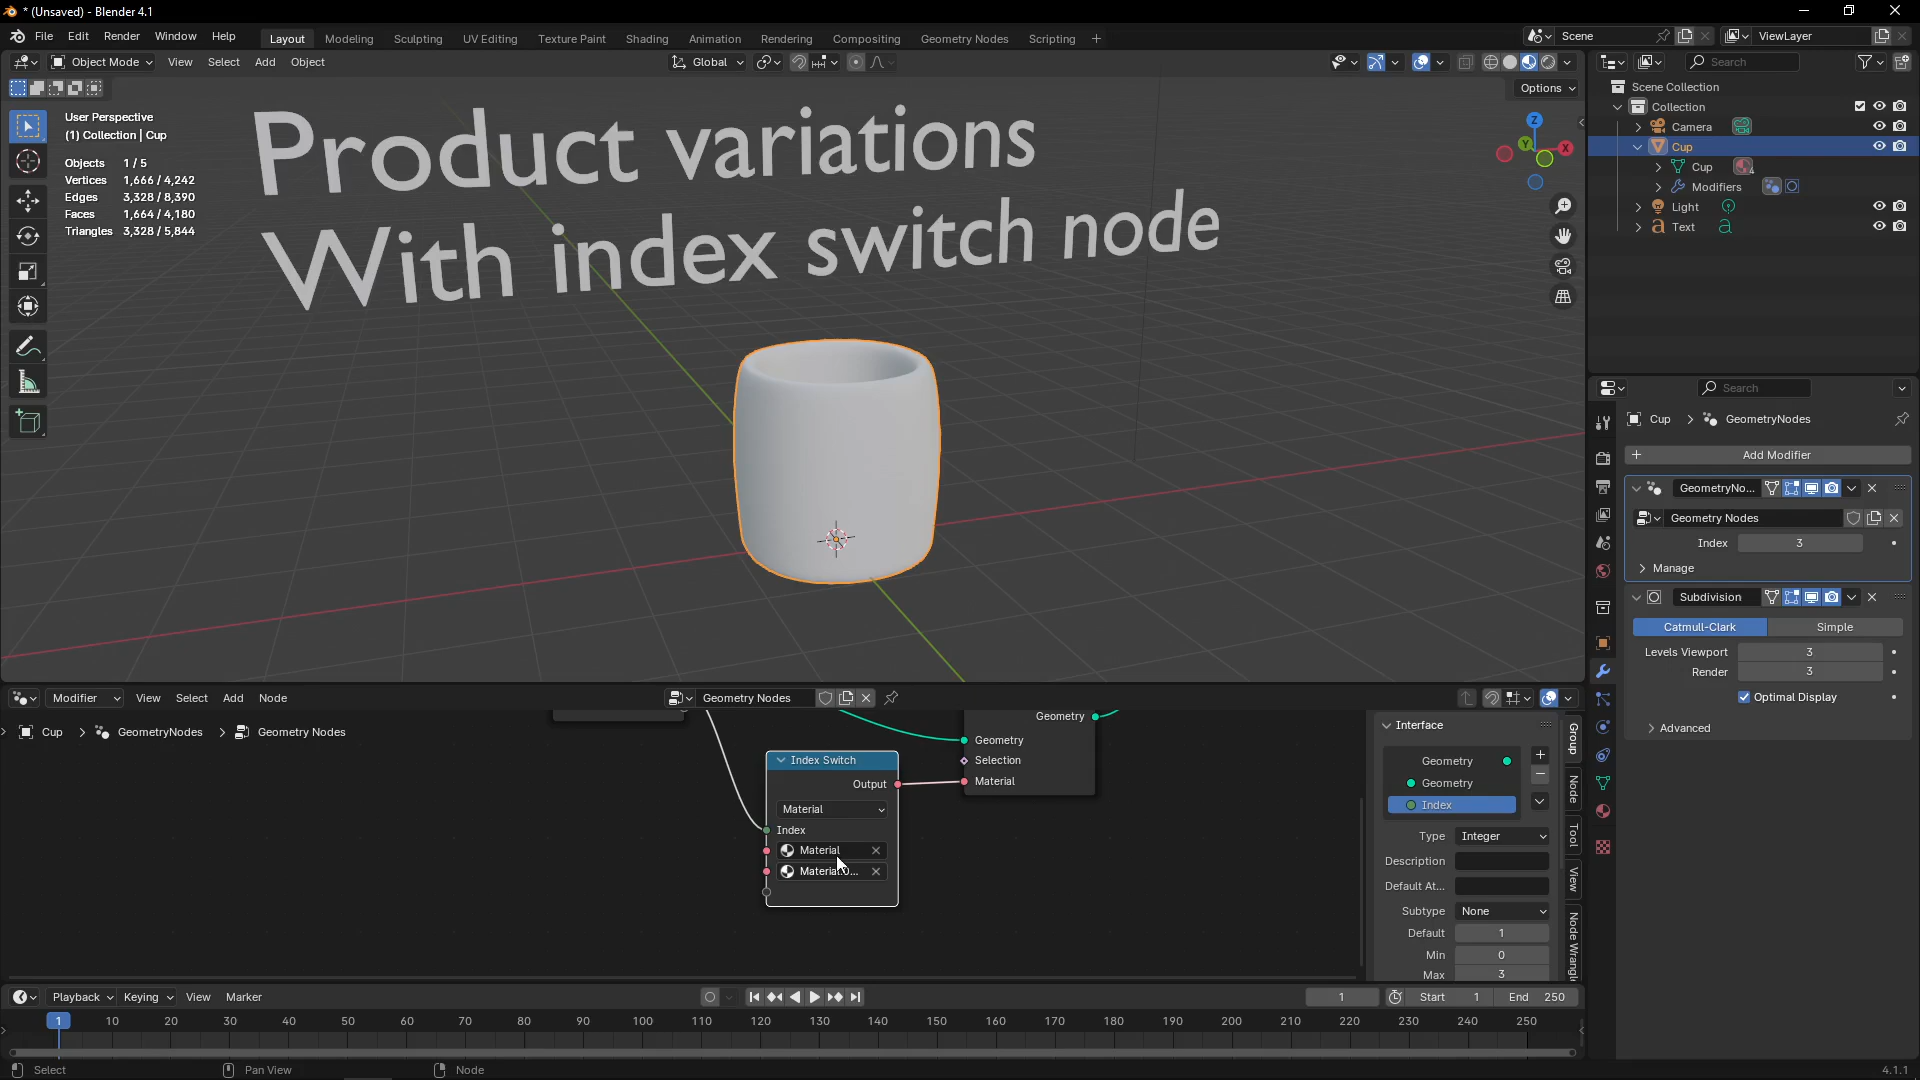 * (Unsaved) - Blender 4.1
File Edit Render Window Help
Layout Modeling Sculpting UV Editing Texture Paint Shading Animation Rendering Compositing Geometry Nodes Scripting +
Scene
ViewLayer
Object Mode View Select Add Object
Global
Search
Options
User Perspective
(1) Collection | Cup
Objects 1 / 5
Vertices 1,666 / 4,242
Edges 3,328 / 8,390
Faces 1,664 / 4,180
Triangles 3,328 / 5,844
Product variations
With index switch node
Z
Y
X
Scene Collection
Collection
Camera
Cup
Cup
4
Modifiers
Light
Text
Search
Cup > GeometryNodes
+ Add Modifier
GeometryNo...
Geometry Nodes
Index 3
Manage
Subdivision
Catmull-Clark Simple
Levels Viewport 3
Render 3
Optimal Display
Advanced
Modifier View Select Add Node
Geometry Nodes
Cup > GeometryNodes > Geometry Nodes
Geometry
Geometry
Selection
Material
Index Switch
Output
Material
Index
Material
Material.0...
Interface
Geometry
Geometry
Index
Type Integer
Description
Default At...
Subtype None
Default 1
Min 0
Max 3
Group
Node
Tool
View
Node Wrangl
Playback Keying View Marker
1
Start 1
End 250
1 10 20 30 40 50 60 70 80 90 100 110 120 130 140 150 160 170 180 190 200 210 220 230 240 250
Select
Pan View
Node
4.1.1